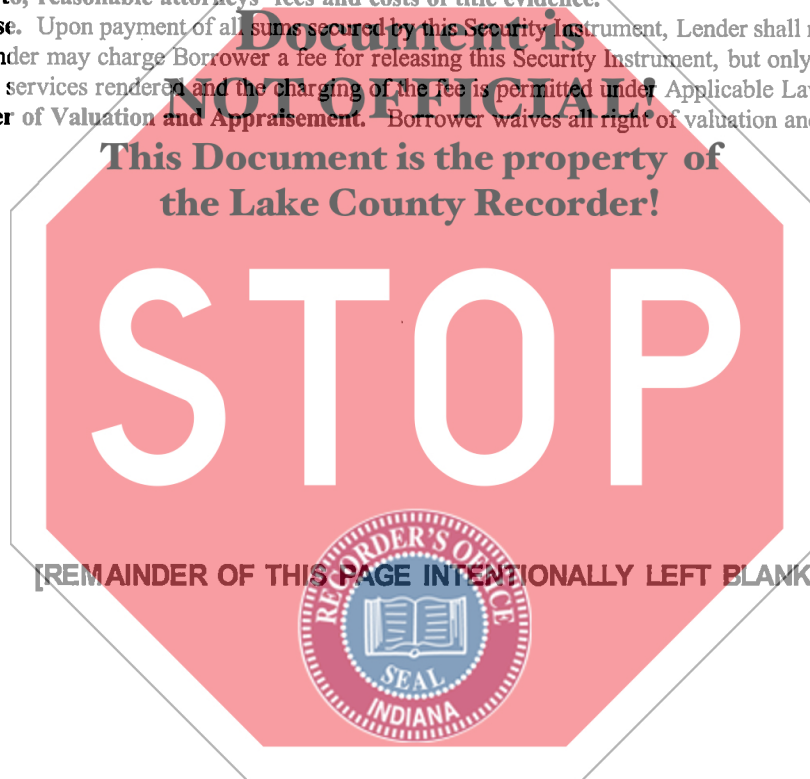 to, reasonable attorneys' fees and costs of title evidence.
se. Upon payment of all sums secured by this Security Instrument, Lender shall
nder may charge Borrower a fee for releasing this Security Instrument, but only
services rendered and the charging of the fee is permitted under Applicable La
er of Valuation and Appraisement. Borrower waives all right of valuation and
Document is
NOT OFFICIAL!
This Document is the property of
the Lake County Recorder!
STOP
[REMAINDER OF THIS PAGE INTENTIONALLY LEFT BLANK
RECORDER'S OFFICE
SEAL
INDIANA